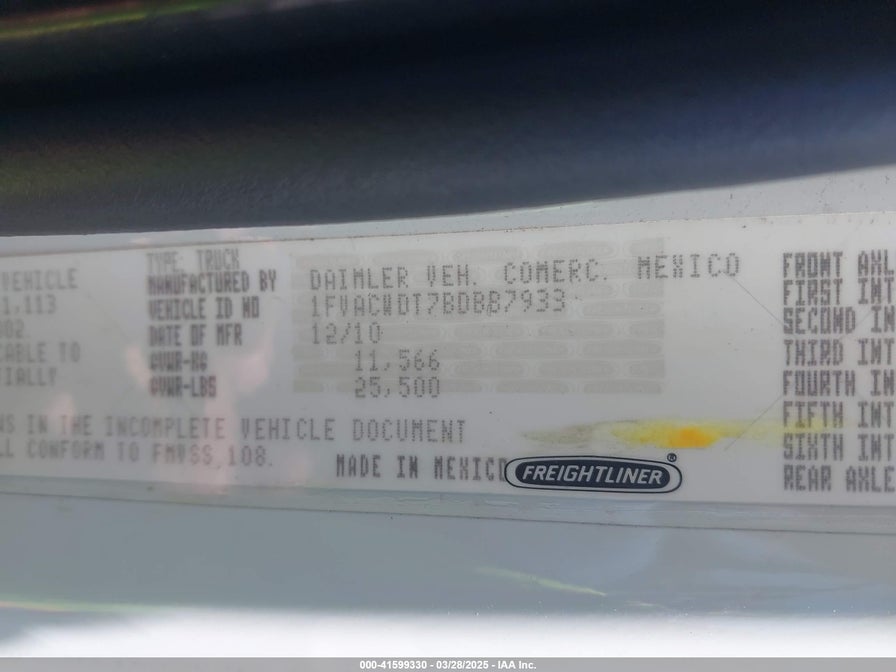 VEHICLE
1,113
302
CABLE TO
TIALLY
TYPE: TRUCK
MANUFACTURED BY DAIMLER VEH. COMERC. MEXICO
VEHICLE ID NO 1FVACWDT7BDBB7933
DATE OF MFR 12/10
GVWR-KG 11,566
GVWR-LBS 25,500
NS IN THE INCOMPLETE VEHICLE DOCUMENT
LL CONFORM TO FMVSS 108.
MADE IN MEXICO
FREIGHTLINER®
FRONT AXL
FIRST INT
SECOND IN
THIRD INT
FOURTH IN
FIFTH INT
SIXTH INT
REAR AXLE
000-41599330 - 03/28/2025 - IAA Inc.